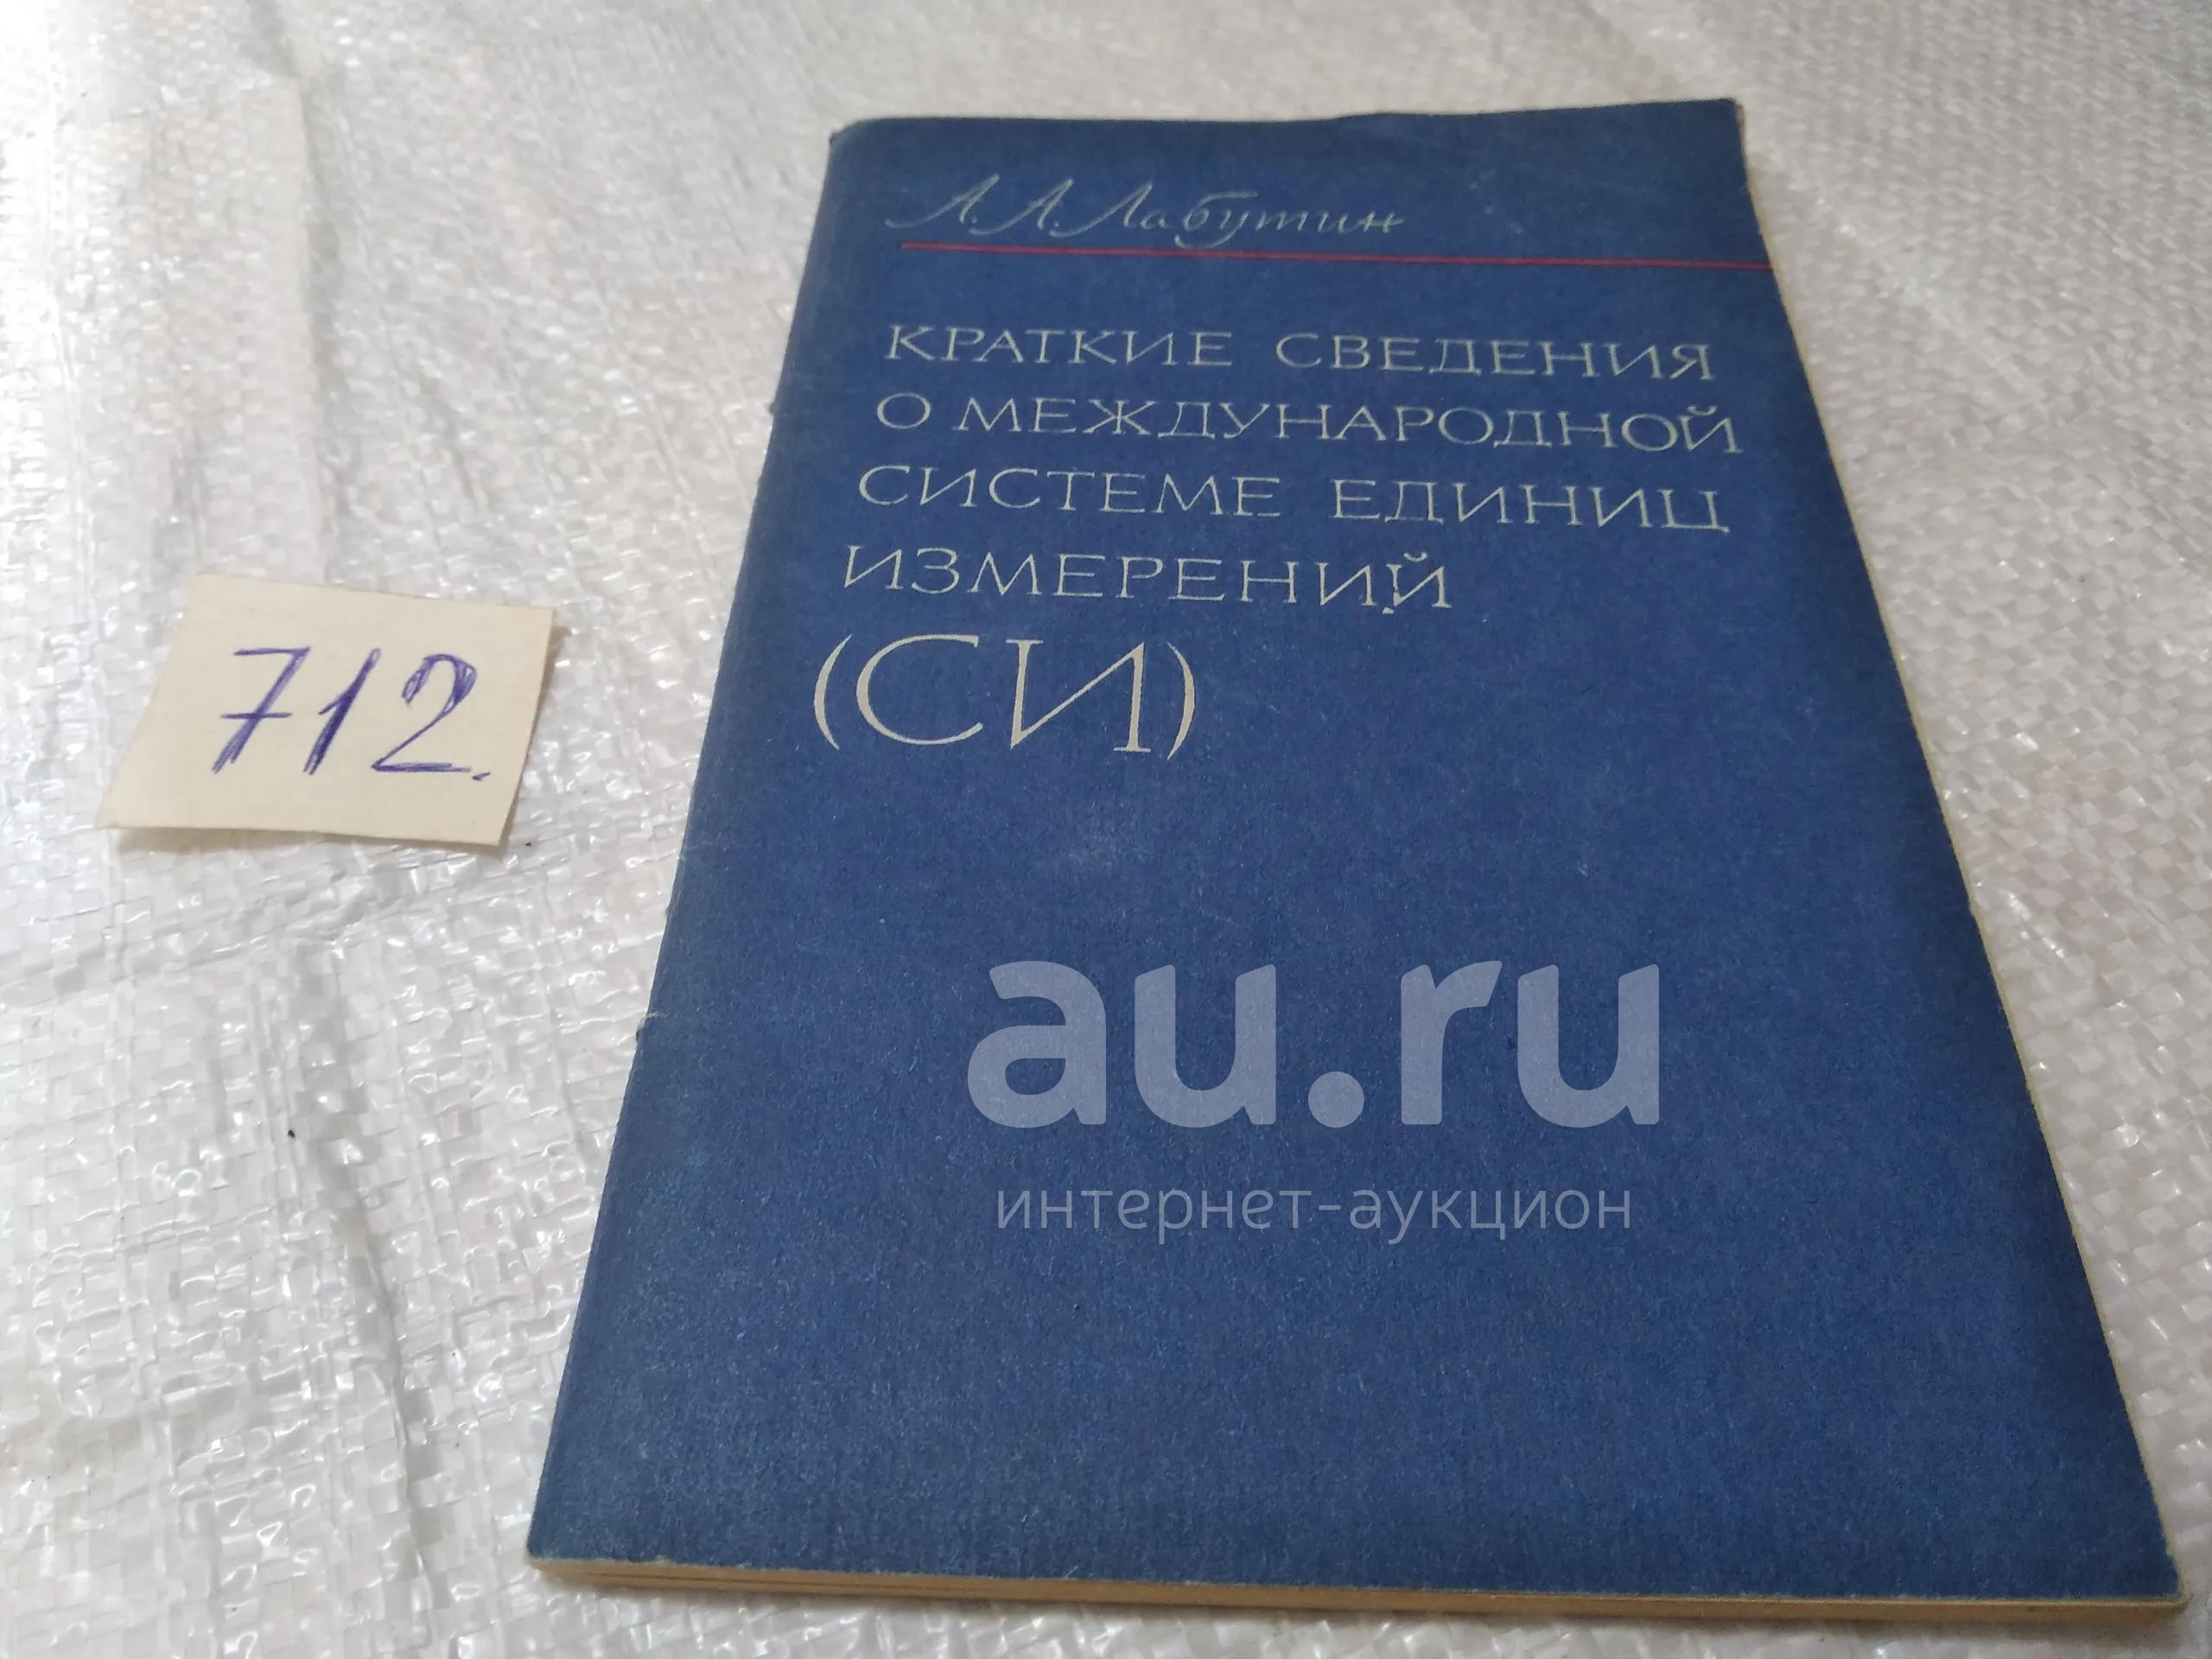 А. А. Лабутин
КРАТКИЕ СВЕДЕНИЯ
О МЕЖДУНАРОДНОЙ
СИСТЕМЕ ЕДИНИЦ
ИЗМЕРЕНИЙ
(СИ)
712.
au.ru
интернет-аукцион